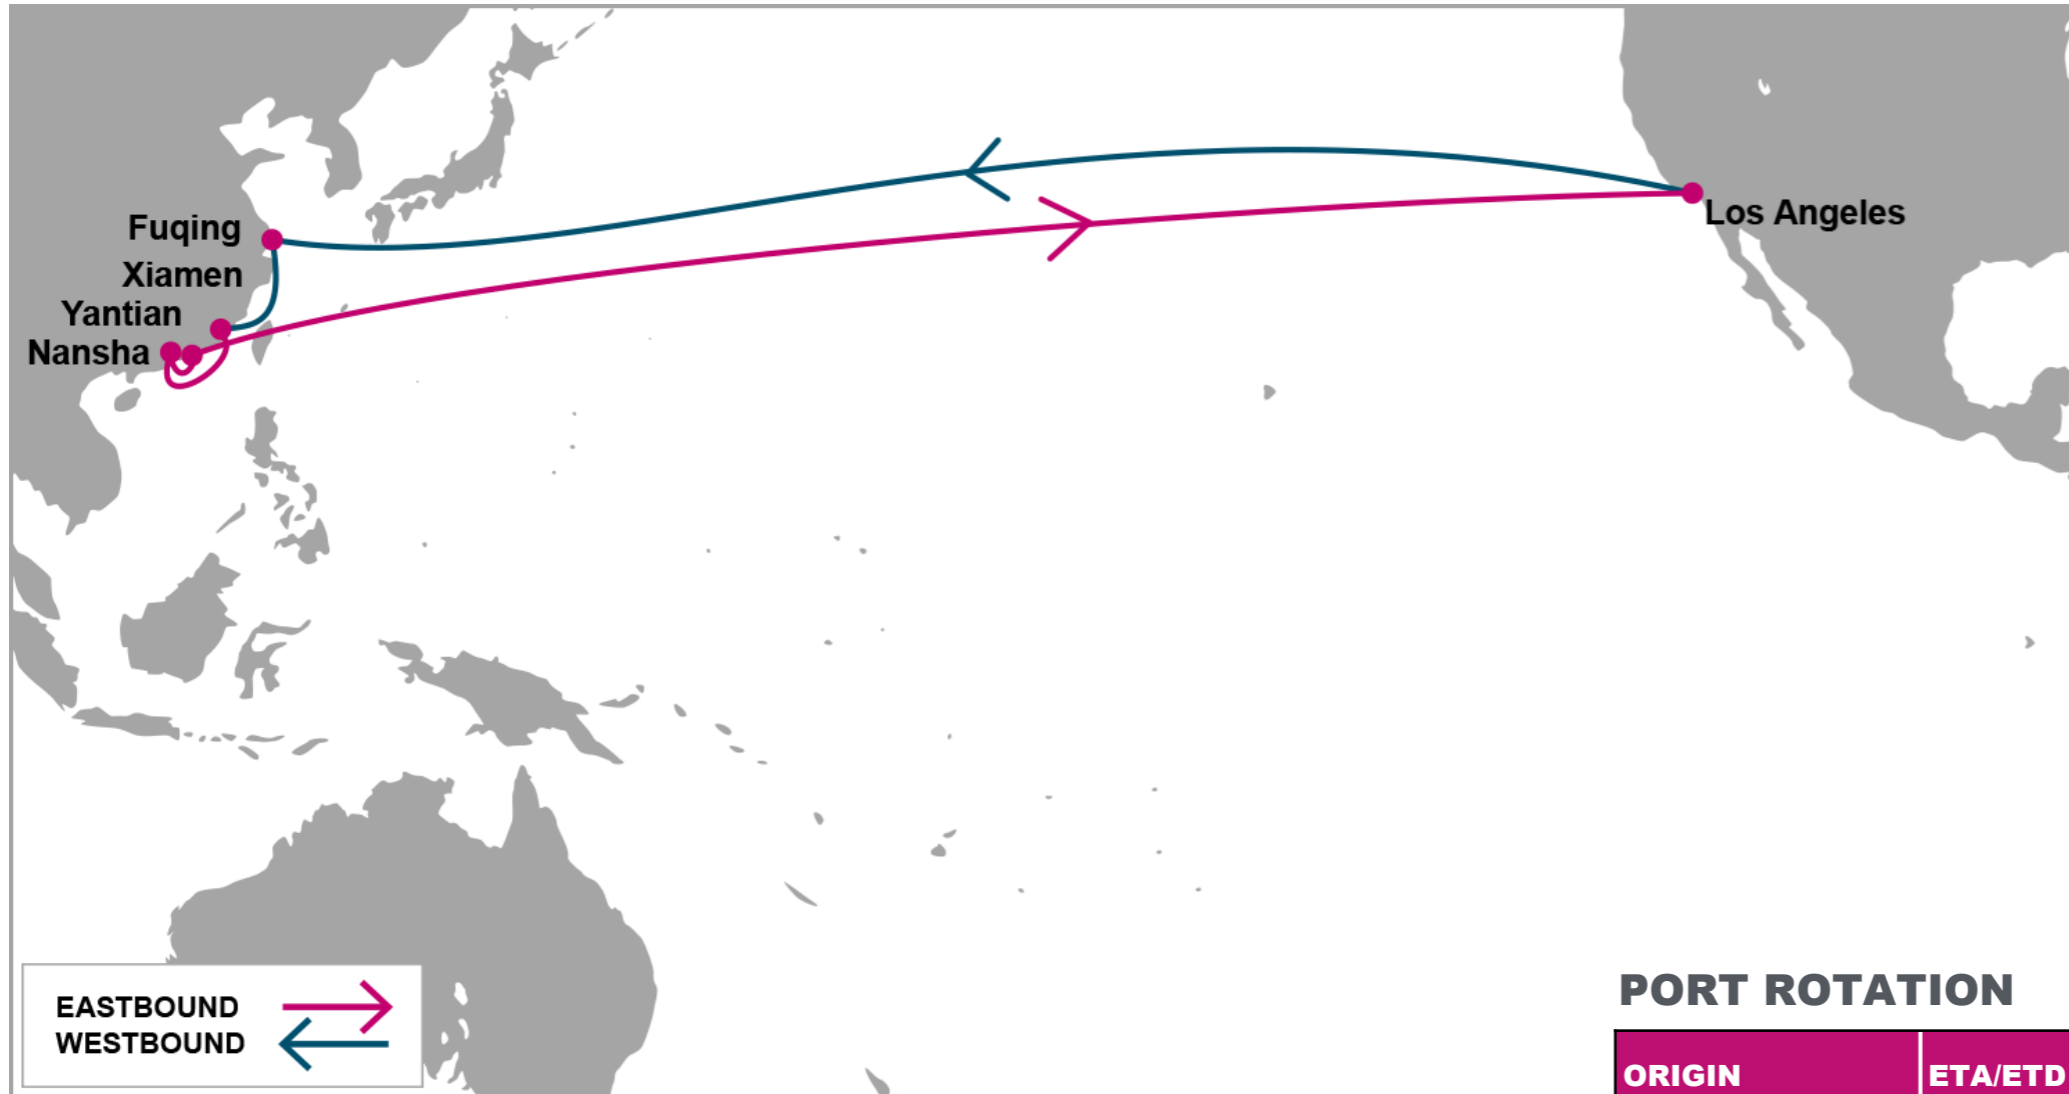 Fuqing
Xiamen
Yantian
Nansha
Los Angeles
EASTBOUND
WESTBOUND
PORT ROTATION
ORIGIN ETA/ETD